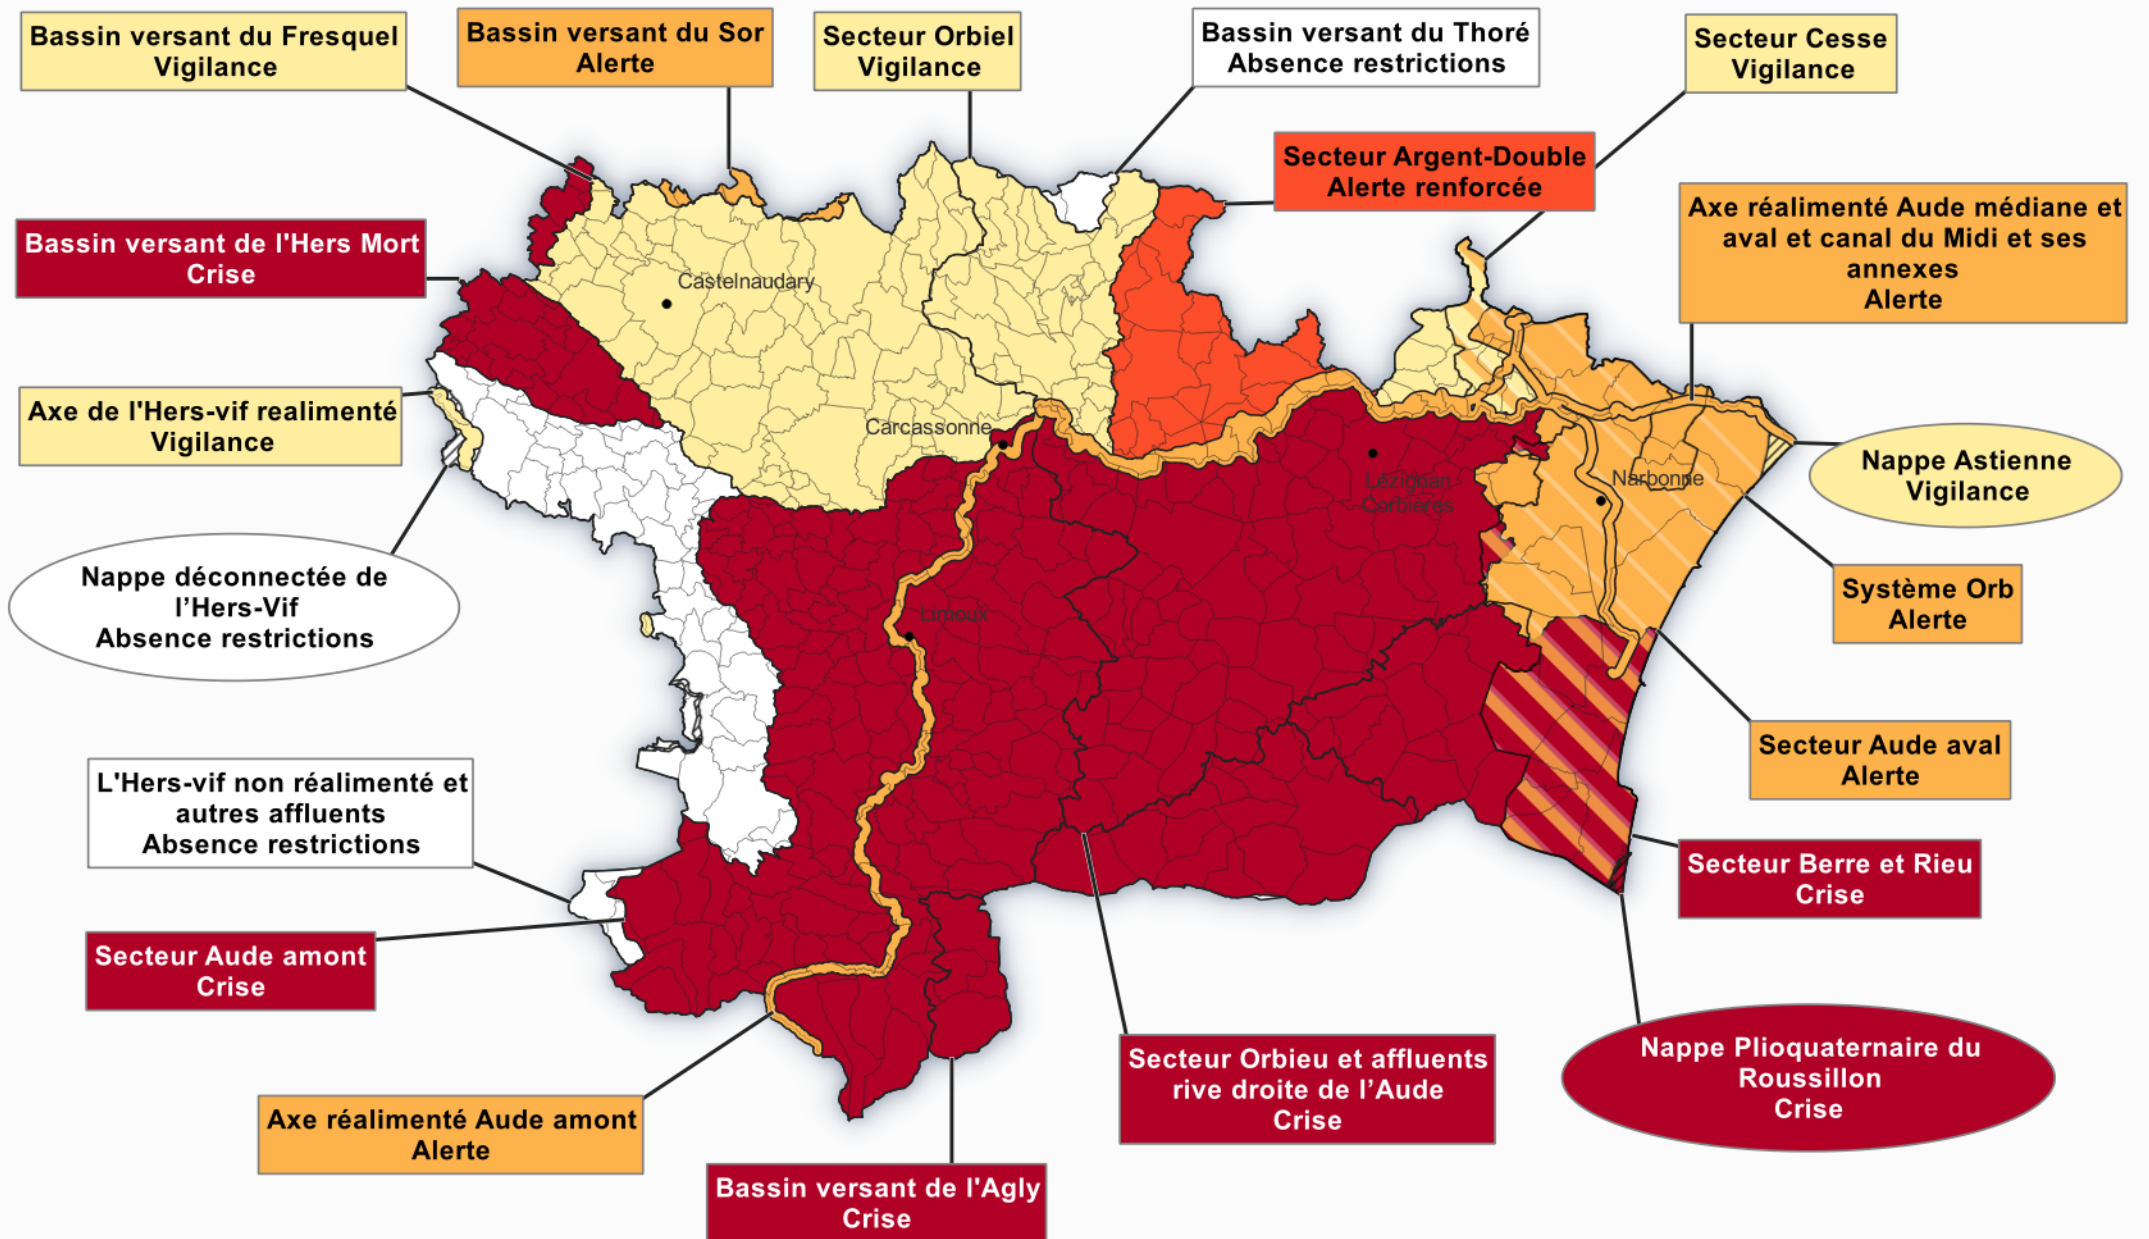 Bassin versant du Fresquel
Vigilance
Bassin versant du Sor
Alerte
Secteur Orbiel
Vigilance
Bassin versant du Thoré
Absence restrictions
Secteur Cesse
Vigilance
Secteur Argent-Double
Alerte renforcée
Axe réalimenté Aude médiane et
aval et canal du Midi et ses
annexes
Alerte
Bassin versant de l'Hers Mort
Crise
Castelnaudary
Axe de l'Hers-vif realimenté
Vigilance
Carcassonne
Lézignan
Corbières
Narbonne
Nappe Astienne
Vigilance
Nappe déconnectée de
l’Hers-Vif
Absence restrictions
Limoux
Système Orb
Alerte
Secteur Aude aval
Alerte
L'Hers-vif non réalimenté et
autres affluents
Absence restrictions
Secteur Berre et Rieu
Crise
Secteur Aude amont
Crise
Secteur Orbieu et affluents
rive droite de l’Aude
Crise
Nappe Plioquaternaire du
Roussillon
Crise
Axe réalimenté Aude amont
Alerte
Bassin versant de l'Agly
Crise